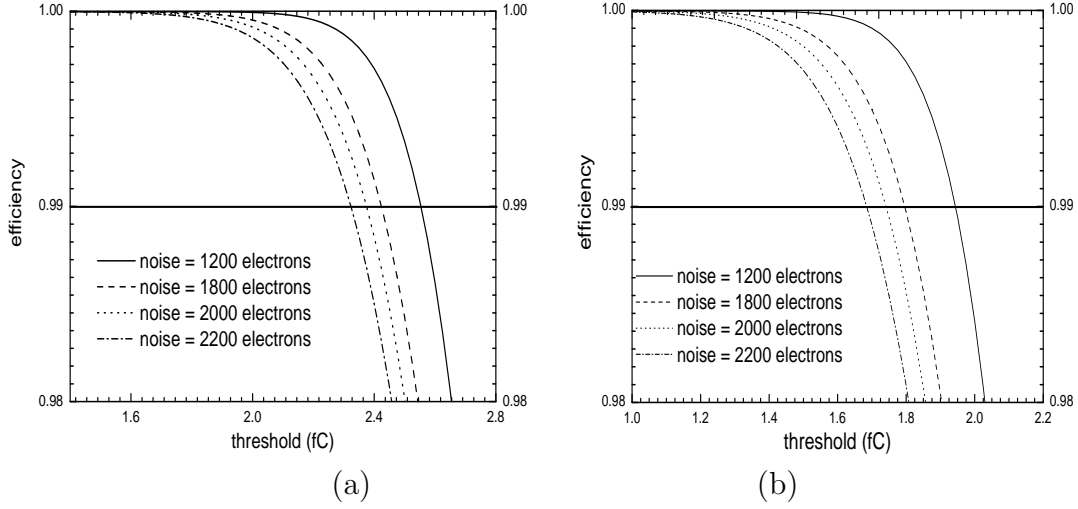 1.00
1.00
0.99
0.99
0.98
0.98
efficiency
noise = 1200 electrons
noise = 1800 electrons
noise = 2000 electrons
noise = 2200 electrons
1.6 2.0 2.4 2.8
threshold (fC)
(a)
1.00
1.00
0.99
0.99
0.98
0.98
efficiency
noise = 1200 electrons
noise = 1800 electrons
noise = 2000 electrons
noise = 2200 electrons
1.0 1.2 1.4 1.6 1.8 2.0 2.2
threshold (fC)
(b)